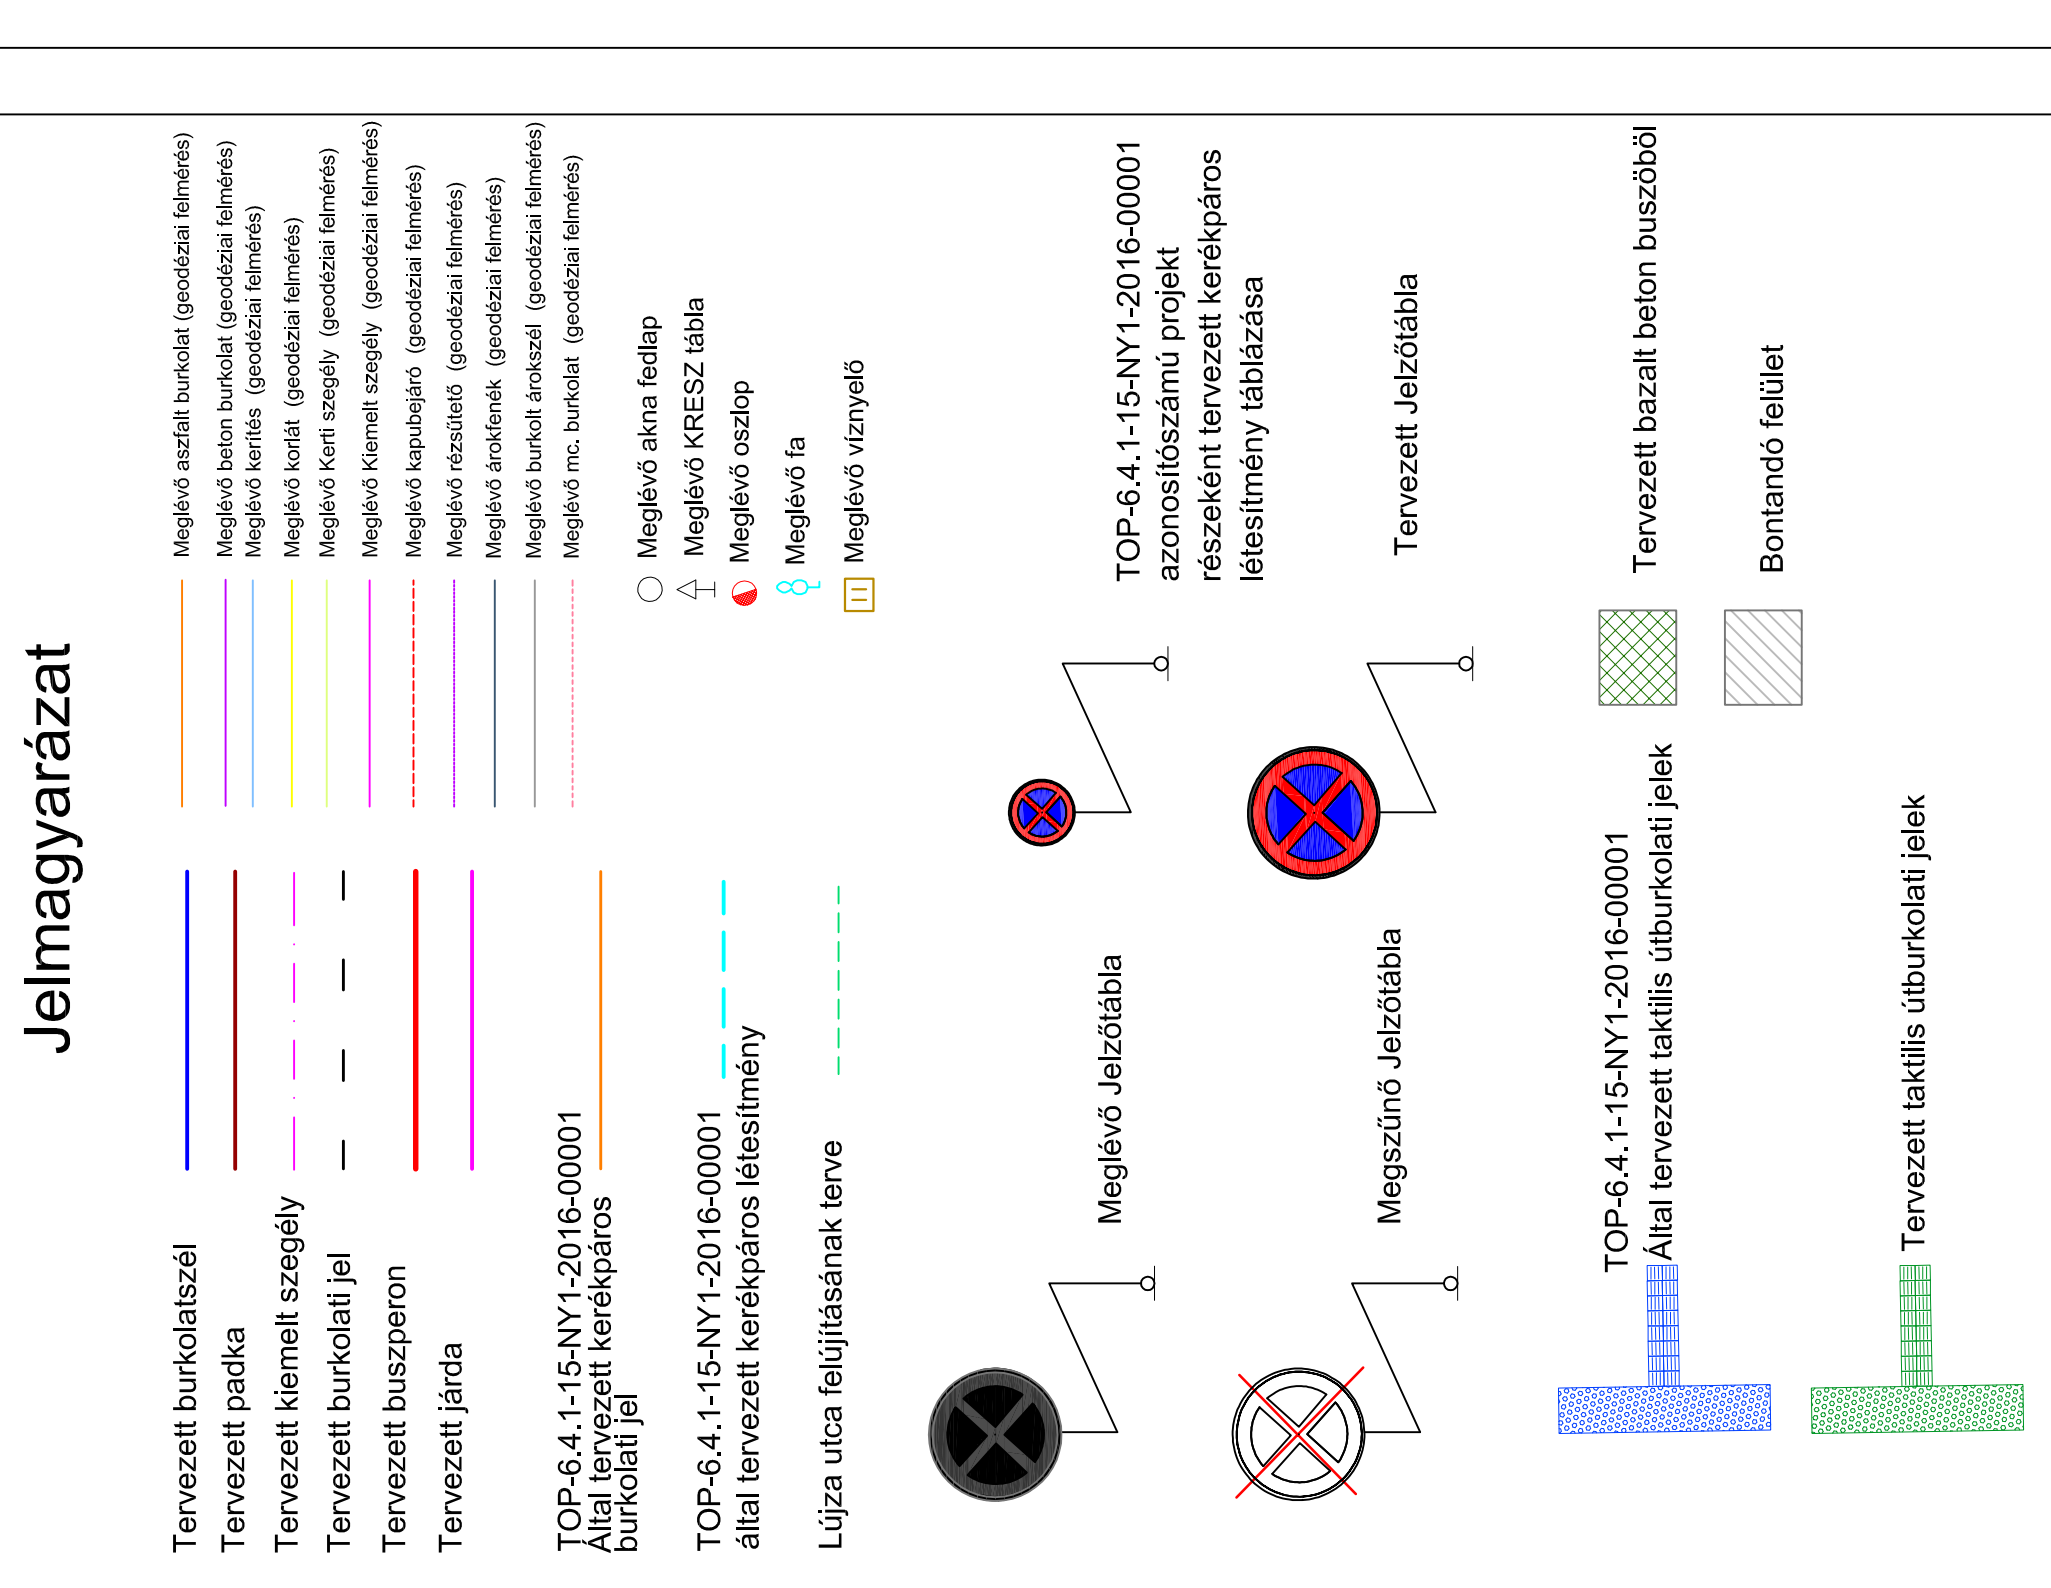 Jelmagyarázat
Tervezett burkolatszél
Tervezett padka
Tervezett kiemelt szegély
Tervezett burkolati jel
Tervezett buszperon
Tervezett járda
TOP-6.4.1-15-NY1-2016-00001
Által tervezett kerékpáros
burkolati jel
TOP-6.4.1-15-NY1-2016-00001
által tervezett kerékpáros létesítmény
Lújza utca felújításának terve
Meglévő aszfalt burkolat (geodéziai felmérés)
Meglévő beton burkolat (geodéziai felmérés)
Meglévő kerítés (geodéziai felmérés)
Meglévő korlát (geodéziai felmérés)
Meglévő Kerti szegély (geodéziai felmérés)
Meglévő Kiemelt szegély (geodéziai felmérés)
Meglévő kapubejáró (geodéziai felmérés)
Meglévő rézsűtető (geodéziai felmérés)
Meglévő árokfenék (geodéziai felmérés)
Meglévő burkolt árokszél (geodéziai felmérés)
Meglévő mc. burkolat (geodéziai felmérés)
Meglévő akna fedlap
Meglévő KRESZ tábla
Meglévő oszlop
Meglévő fa
Meglévő víznyelő
Meglévő Jelzőtábla
TOP-6.4.1-15-NY1-2016-00001
azonosítószámú projekt
részeként tervezett kerékpáros
létesítmény táblázása
Megszűnő Jelzőtábla
Tervezett Jelzőtábla
TOP-6.4.1-15-NY1-2016-00001
Által tervezett taktilis útburkolati jelek
Tervezett bazalt beton buszöböl
Bontandó felület
Tervezett taktilis útburkolati jelek